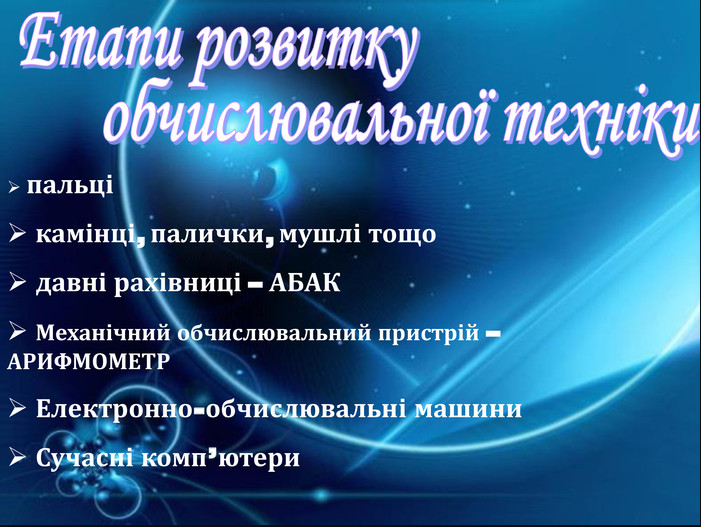 Етапи розвитку
обчислювальної техніки
➢ пальці
➢ камінці, палички, мушлі тощо
➢ давні рахівниці – АБАК
➢ Механічний обчислювальний пристрій –
АРИФМОМЕТР
➢ Електронно-обчислювальні машини
➢ Сучасні комп’ютери